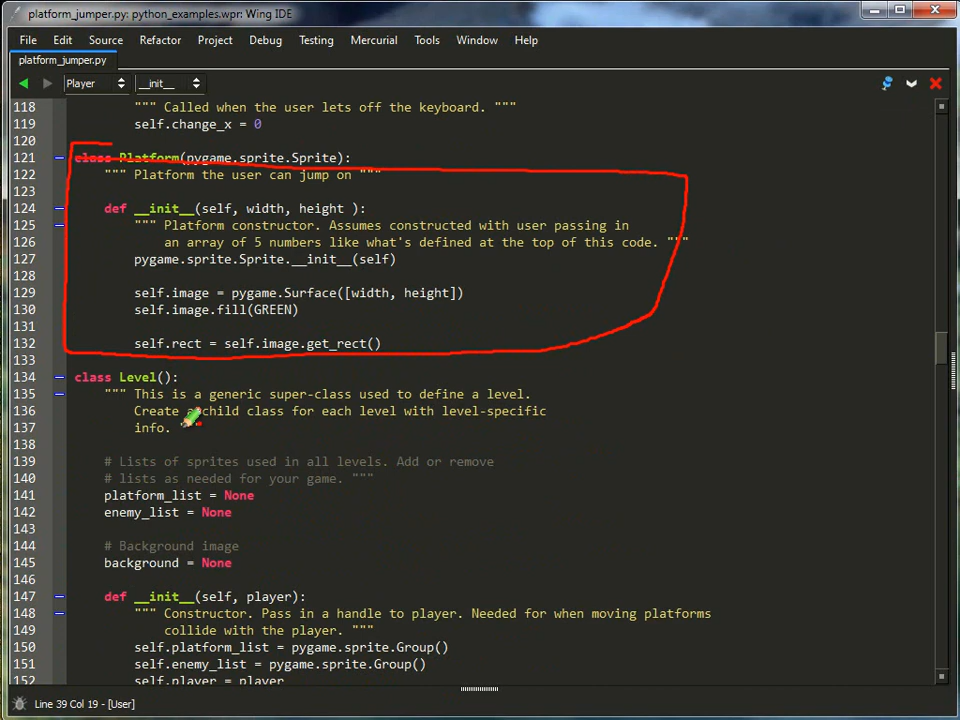 platform_jumper.py: python_examples.wpr: Wing IDE
File Edit Source Refactor Project Debug Testing Mercurial Tools Window Help
platform_jumper.py
Player __init__
118 """ Called when the user lets off the keyboard. """
119 self.change_x = 0
120
121 class Platform(pygame.sprite.Sprite):
122 """ Platform the user can jump on """
123
124 def __init__(self, width, height ):
125 """ Platform constructor. Assumes constructed with user passing in
126 an array of 5 numbers like what's defined at the top of this code. """
127 pygame.sprite.Sprite.__init__(self)
128
129 self.image = pygame.Surface([width, height])
130 self.image.fill(GREEN)
131
132 self.rect = self.image.get_rect()
133
134 class Level():
135 """ This is a generic super-class used to define a level.
136 Create a child class for each level with level-specific
137 info.
138
139 # Lists of sprites used in all levels. Add or remove
140 # lists as needed for your game. """
141 platform_list = None
142 enemy_list = None
143
144 # Background image
145 background = None
146
147 def __init__(self, player):
148 """ Constructor. Pass in a handle to player. Needed for when moving platforms
149 collide with the player. """
150 self.platform_list = pygame.sprite.Group()
151 self.enemy_list = pygame.sprite.Group()
152 self.player = player
Line 39 Col 19 - [User]